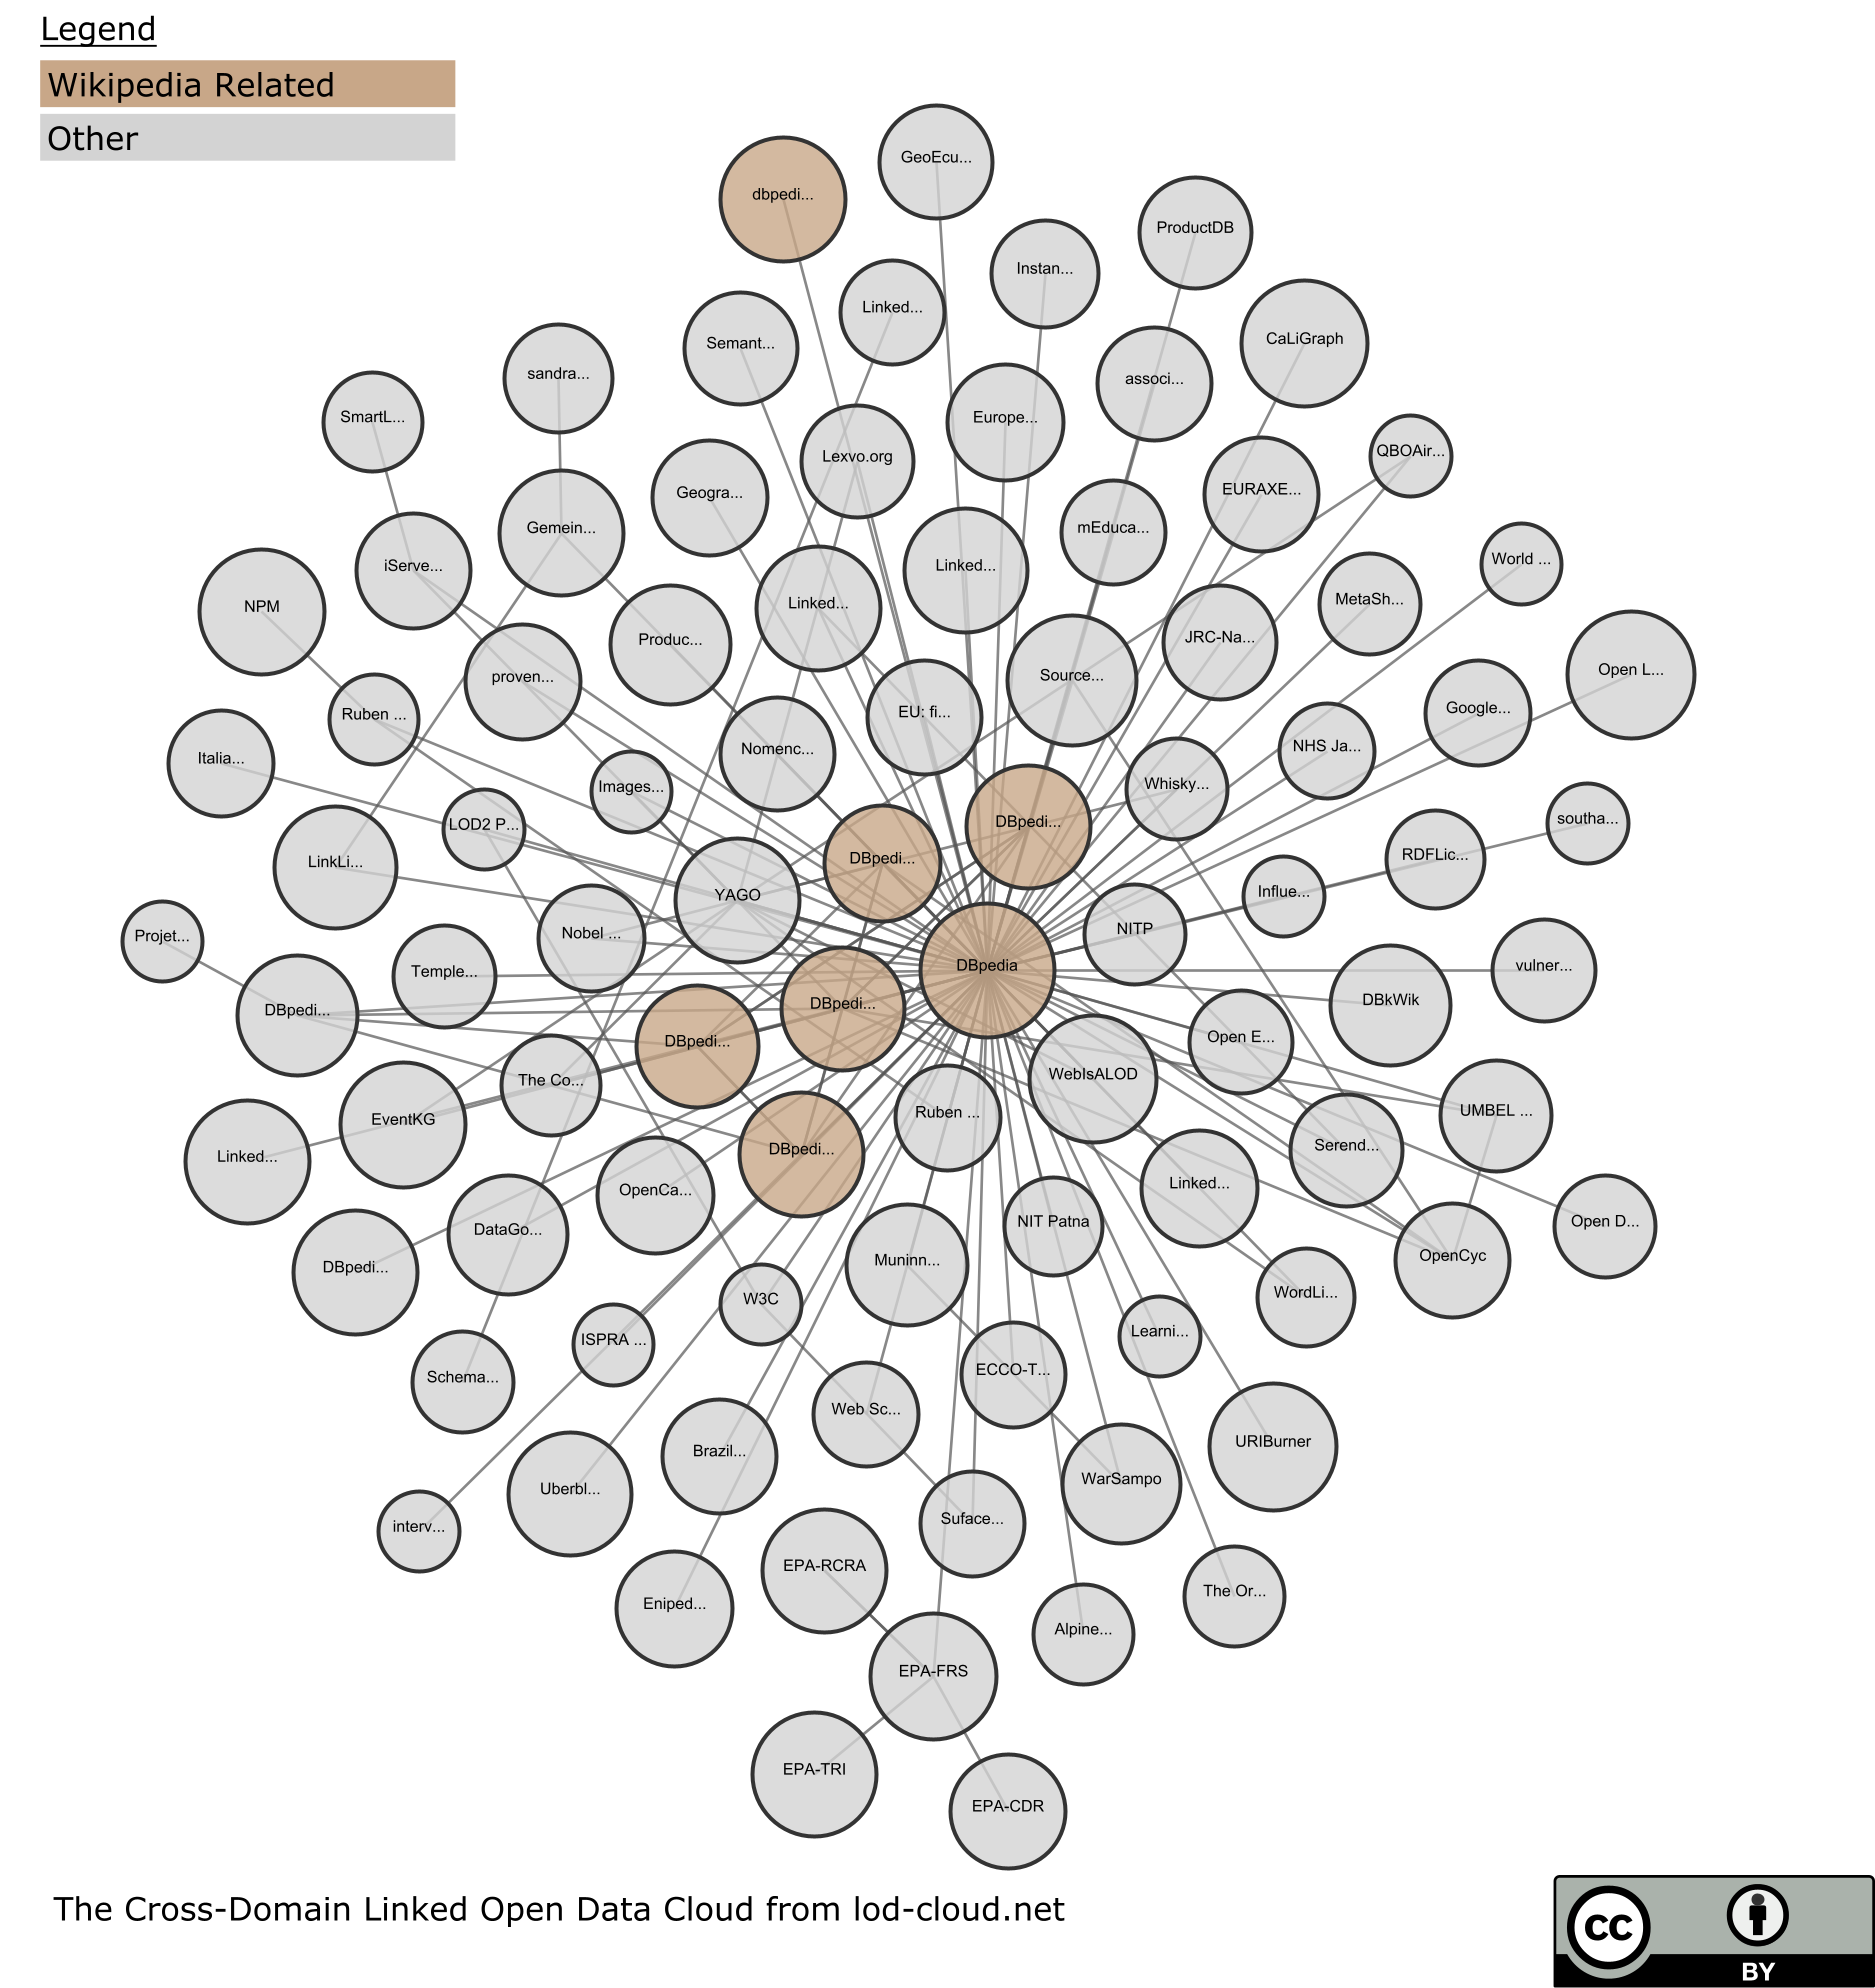 Legend
Wikipedia Related
Other
GeoEcu...
dbpedi...
ProductDB
Instan...
Linked...
CaLiGraph
Semant...
sandra...
associ...
SmartL...
Europe...
QBOAir...
Lexvo.org
Geogra...
EURAXE...
Gemein...
mEduca...
World ...
iServe...
Linked...
MetaSh...
Linked...
NPM
Produc...
JRC-Na...
Open L...
proven...
Source...
Google...
Ruben ...
EU: fi...
NHS Ja...
Nomenc...
Italia...
Images...
Whisky...
southa...
DBpedi...
LOD2 P...
RDFLic...
DBpedi...
LinkLi...
Influe...
YAGO
NITP
Nobel ...
Projet...
DBpedia
vulner...
Temple...
DBkWik
DBpedi...
DBpedi...
Open E...
DBpedi...
WebIsALOD
The Co...
UMBEL ...
Ruben ...
EventKG
Serend...
DBpedi...
Linked...
Linked...
OpenCa...
NIT Patna
Open D...
DataGo...
OpenCyc
Muninn...
DBpedi...
WordLi...
W3C
Learni...
ISPRA ...
ECCO-T...
Schema...
Web Sc...
URIBurner
Brazil...
WarSampo
Uberbl...
Suface...
interv...
EPA-RCRA
The Or...
Eniped...
Alpine...
EPA-FRS
EPA-TRI
EPA-CDR
The Cross-Domain Linked Open Data Cloud from lod-cloud.net
cc
BY